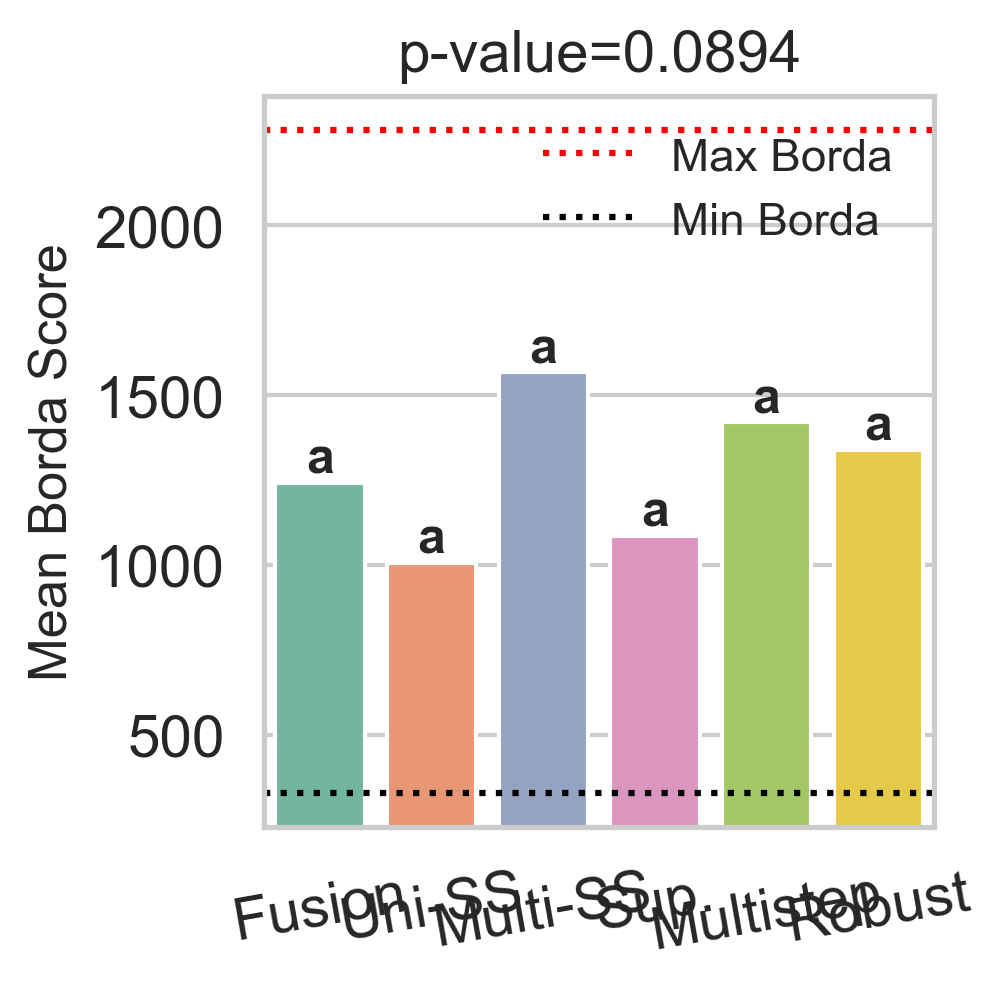 p-value=0.0894
Max Borda
Min Borda
2000
1500
1000
500
Mean Borda Score
a
a
a
a
a
a
Fusion
Uni-SS
Multi-SS
Sup.
Multistep
Robust